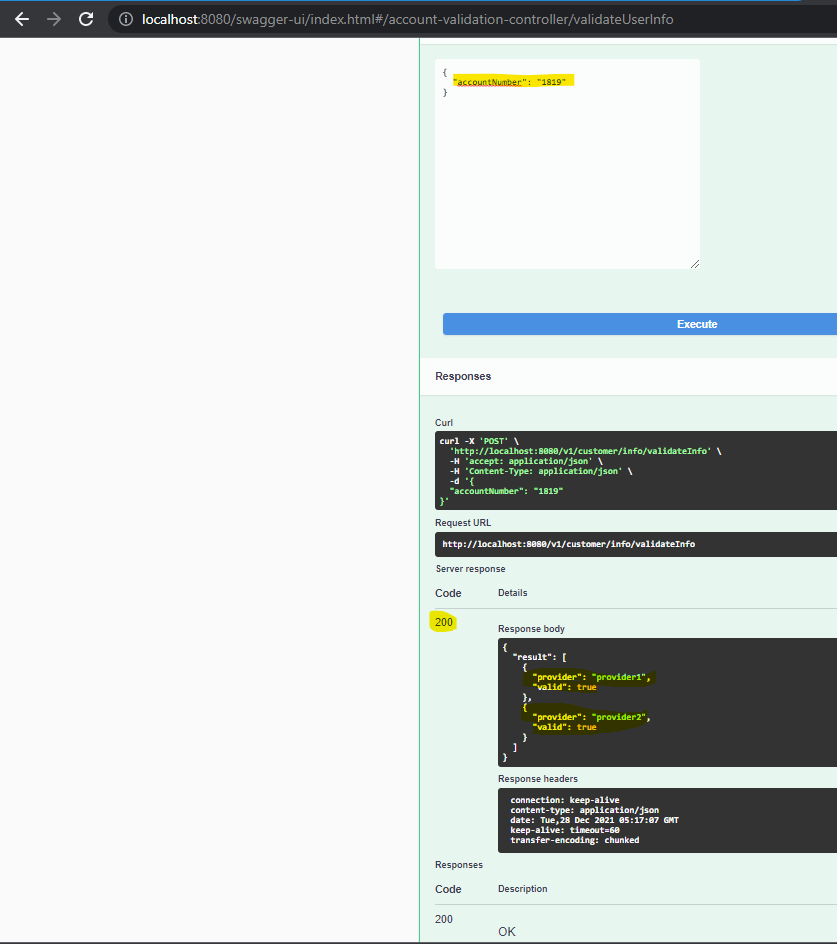 localhost:8080/swagger-ui/index.html#/account-validation-controller/validateUserInfo
{
"accountNumber": "1819"
}
Execute
Responses
Curl
curl -X 'POST' \
'http://localhost:8080/v1/customer/info/validateInfo' \
-H 'accept: application/json' \
-H 'Content-Type: application/json' \
-d '{
"accountNumber": "1819"
}'
Request URL
http://localhost:8080/v1/customer/info/validateInfo
Server response
Code Details
200
Response body
{
"result": [
{
"provider": "provider1",
"valid": true
},
{
"provider": "provider2",
"valid": true
}
]
}
Response headers
connection: keep-alive
content-type: application/json
date: Tue,28 Dec 2021 05:17:07 GMT
keep-alive: timeout=60
transfer-encoding: chunked
Responses
Code Description
200
OK